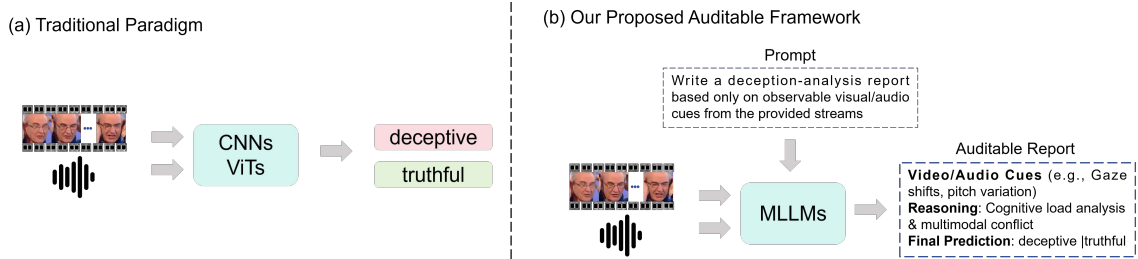 (a) Traditional Paradigm
CNNs
ViTs
deceptive
truthful
(b) Our Proposed Auditable Framework
Prompt
Write a deception-analysis report
based only on observable visual/audio
cues from the provided streams
MLLMs
Auditable Report
Video/Audio Cues (e.g., Gaze
shifts, pitch variation)
Reasoning: Cognitive load analysis
& multimodal conflict
Final Prediction: deceptive |truthful